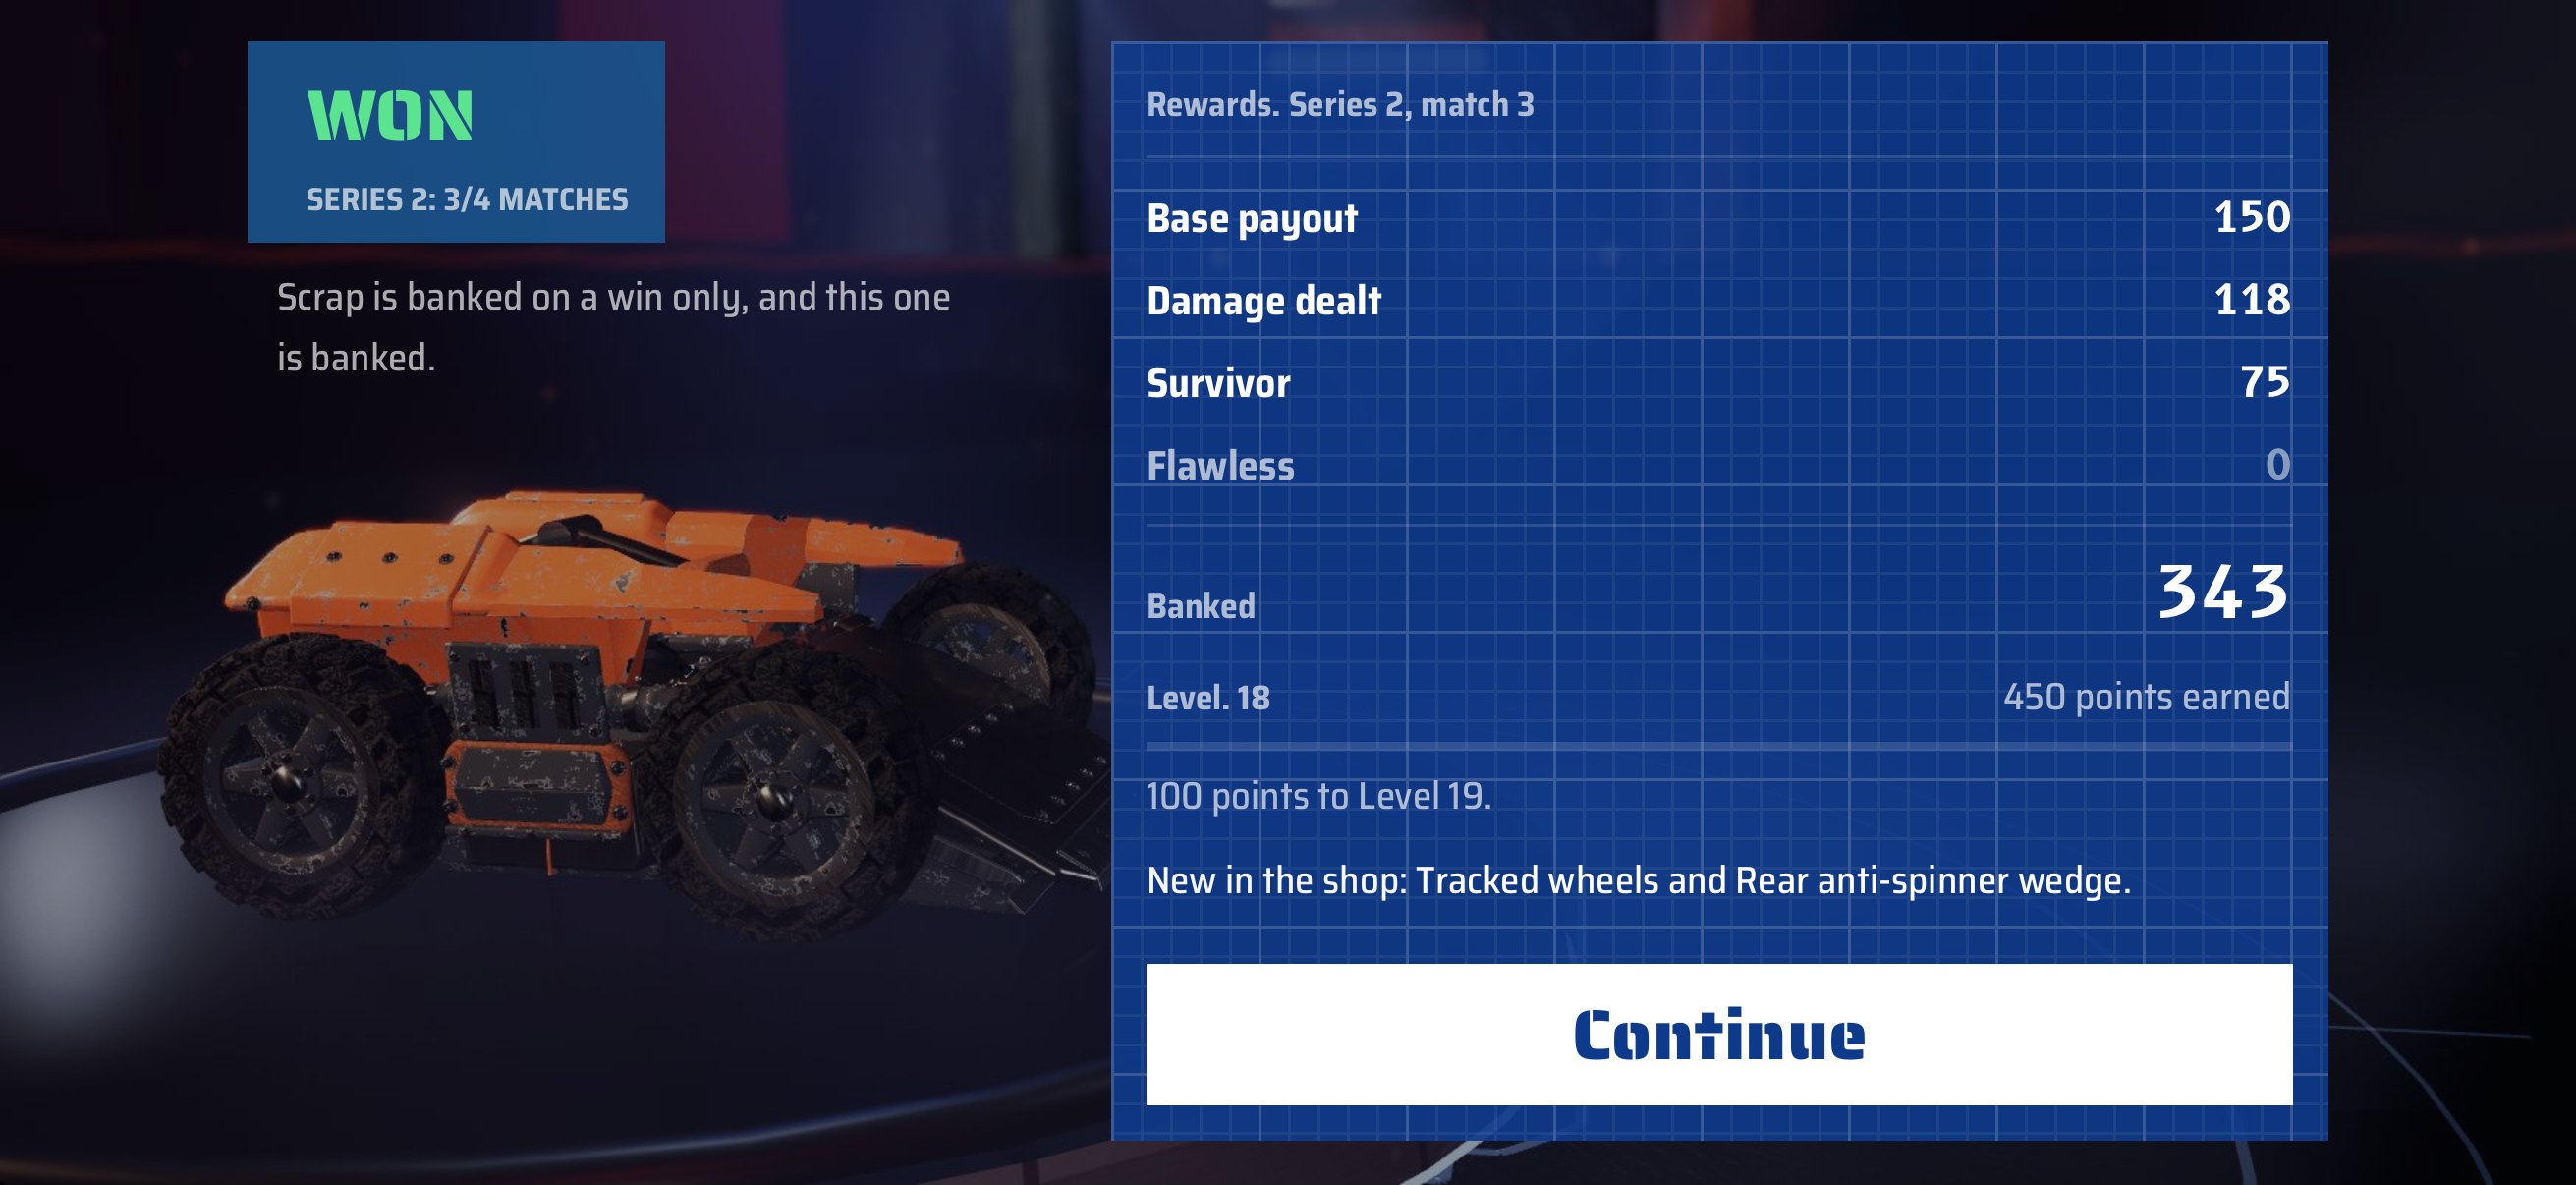 WON
SERIES 2: 3/4 MATCHES
Scrap is banked on a win only, and this one
is banked.
Rewards. Series 2, match 3
Base payout 150
Damage dealt 118
Survivor 75
Flawless 0
Banked 343
Level. 18 450 points earned
100 points to Level 19.
New in the shop: Tracked wheels and Rear anti-spinner wedge.
Continue